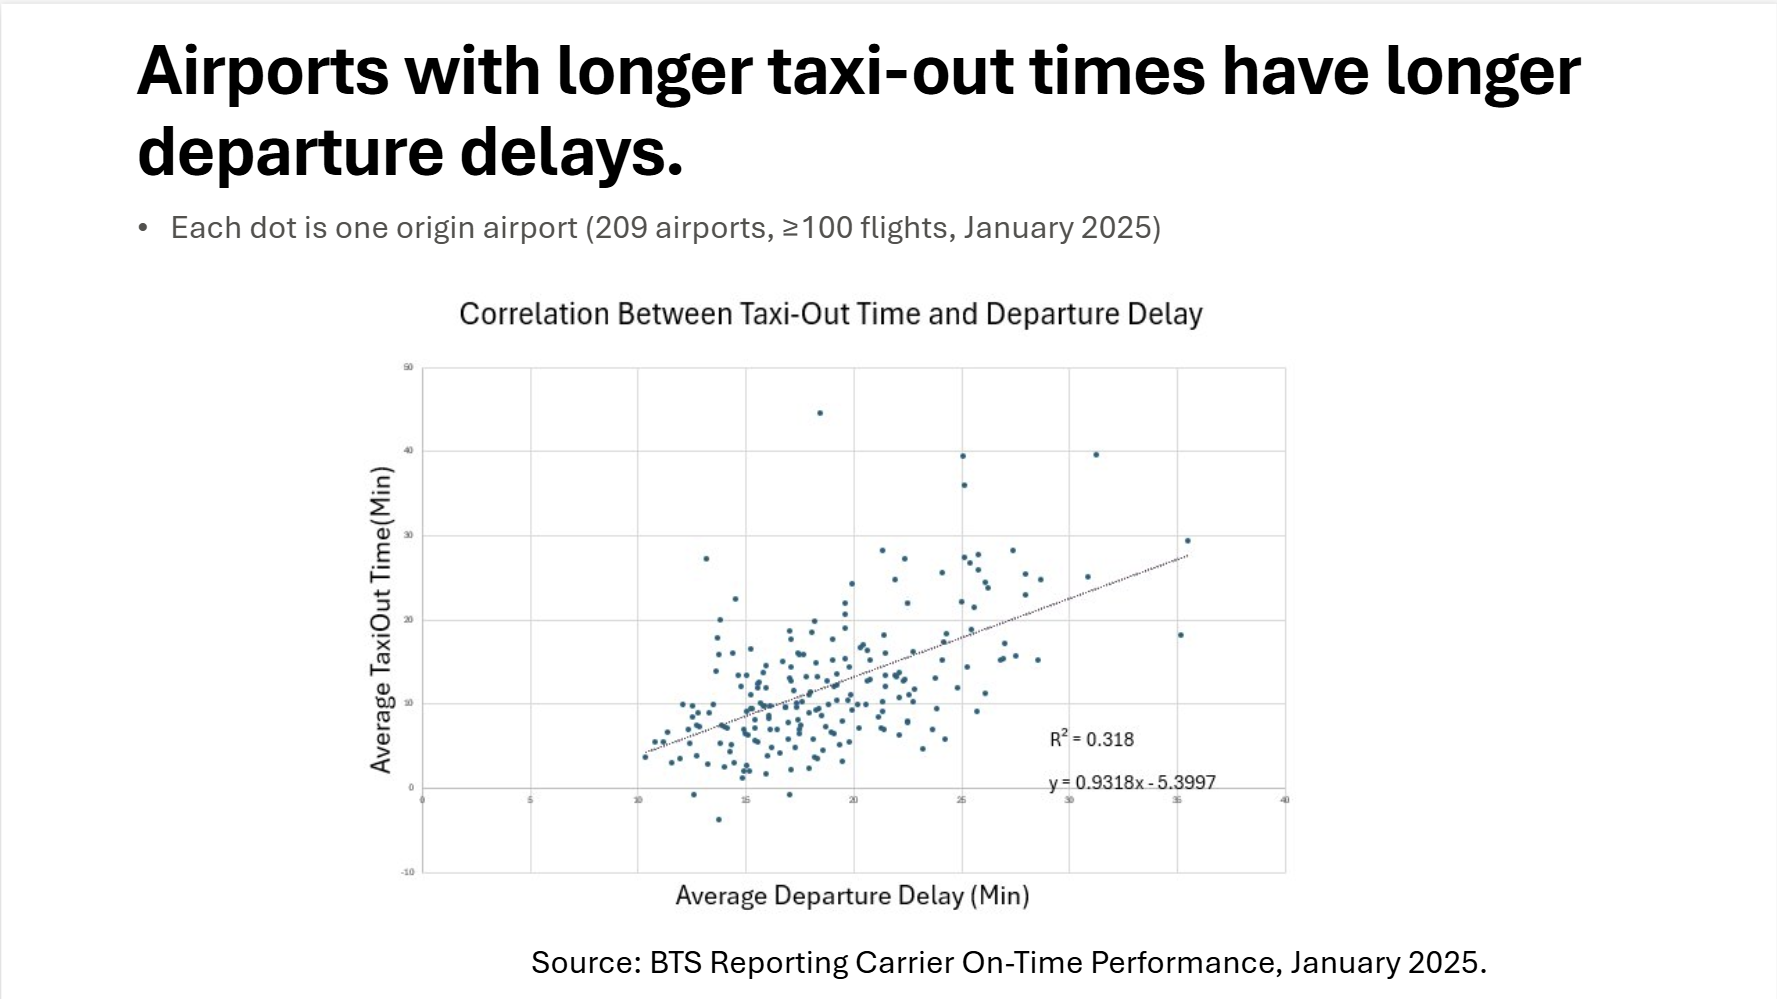 Airports with longer taxi-out times have longer
departure delays.
• Each dot is one origin airport (209 airports, ≥100 flights, January 2025)
Correlation Between Taxi-Out Time and Departure Delay
Average TaxiOut Time(Min)
50
40
30
20
10
0
-10
0 5 10 15 20 25 30 35 40
R² = 0.318
y = 0.9318x - 5.3997
Average Departure Delay (Min)
Source: BTS Reporting Carrier On-Time Performance, January 2025.